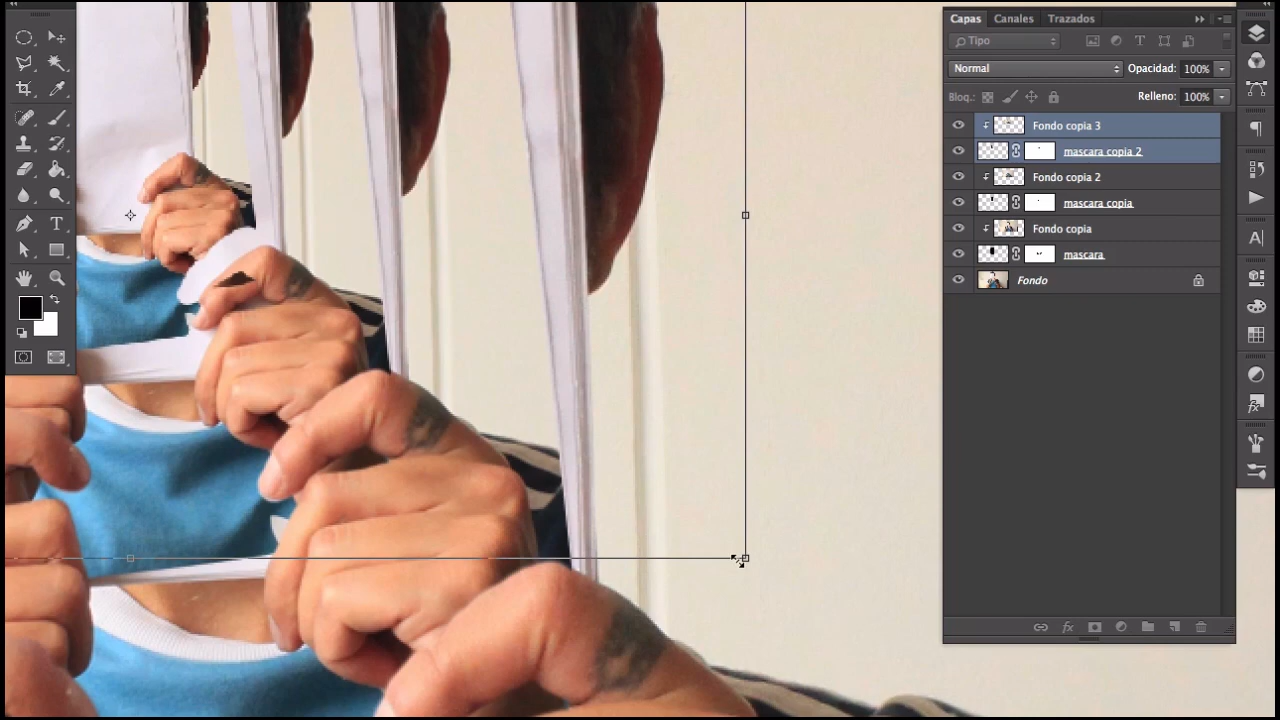 Capas Canales Trazados
Tipo
Normal Opacidad: 100%
Bloq.: Relleno: 100%
Fondo copia 3
mascara copia 2
Fondo copia 2
mascara copia
Fondo copia
mascara
Fondo
fx
T
T
A
fx